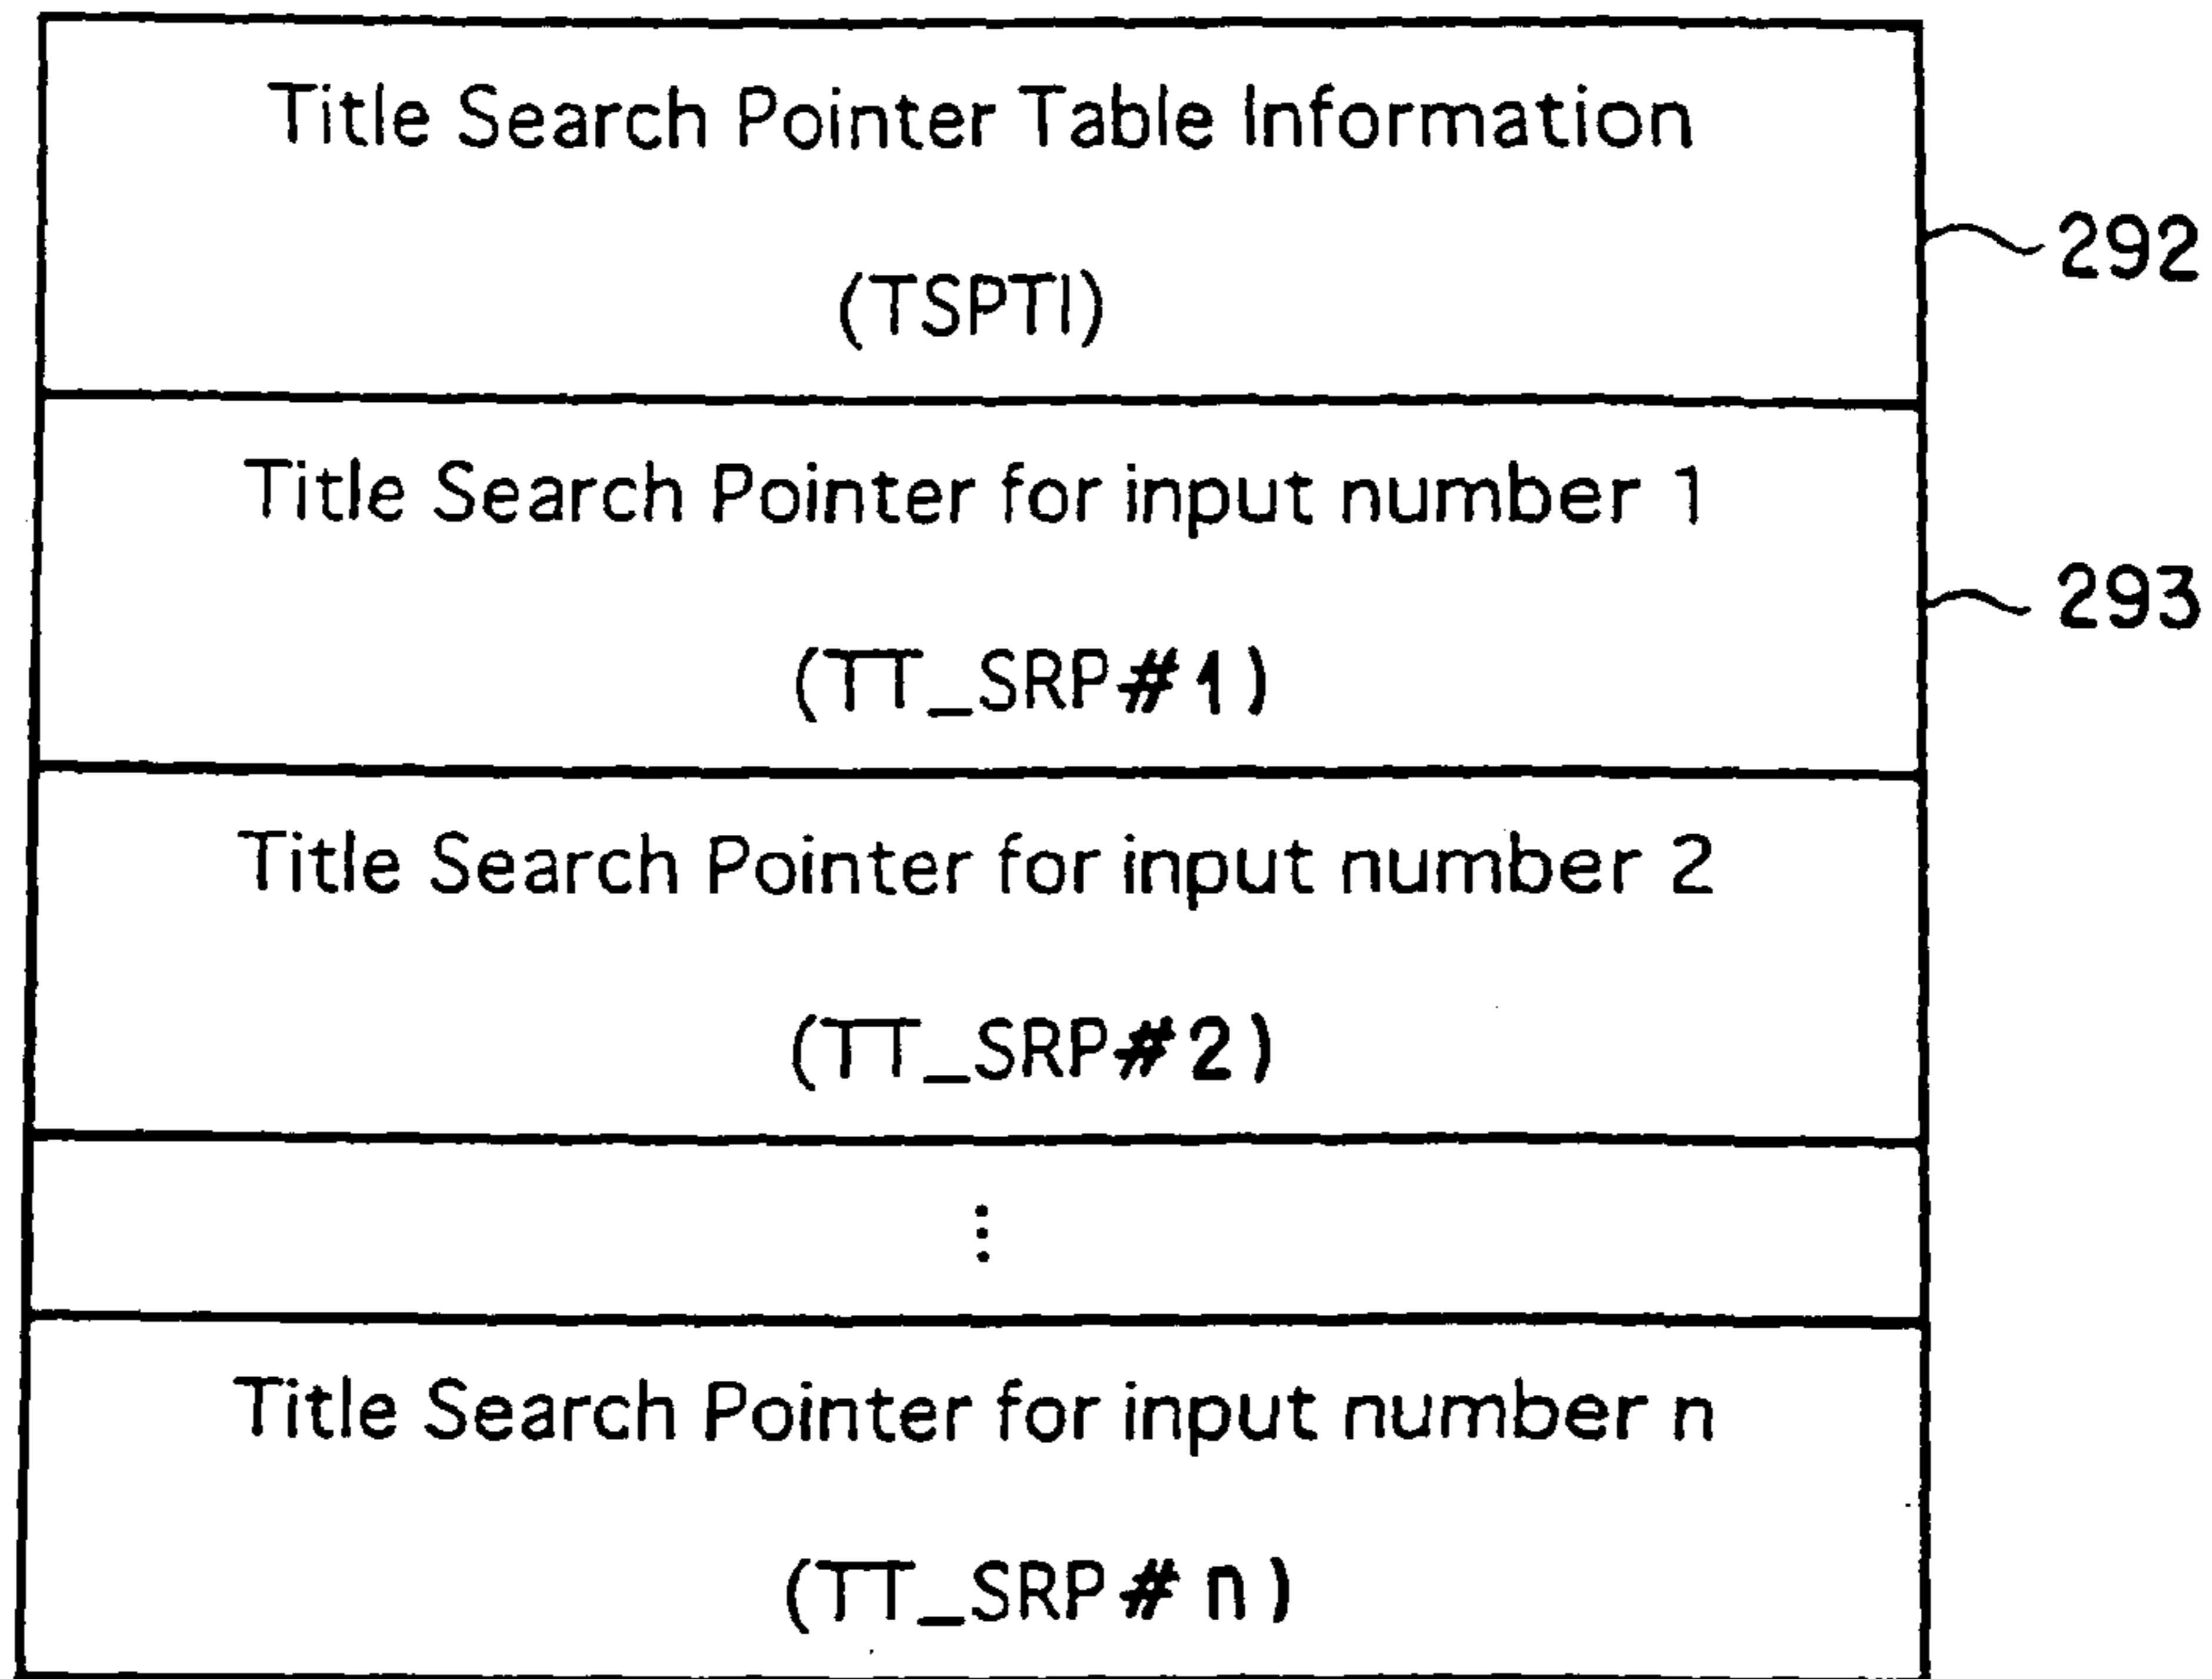 Title Search Pointer Table Information
292
(TSPTI)
Title Search Pointer for input number 1
293
(TT_SRP#1)
Title Search Pointer for input number 2
(TT_SRP#2)
⋮
Title Search Pointer for input number n
(TT_SRP#n)